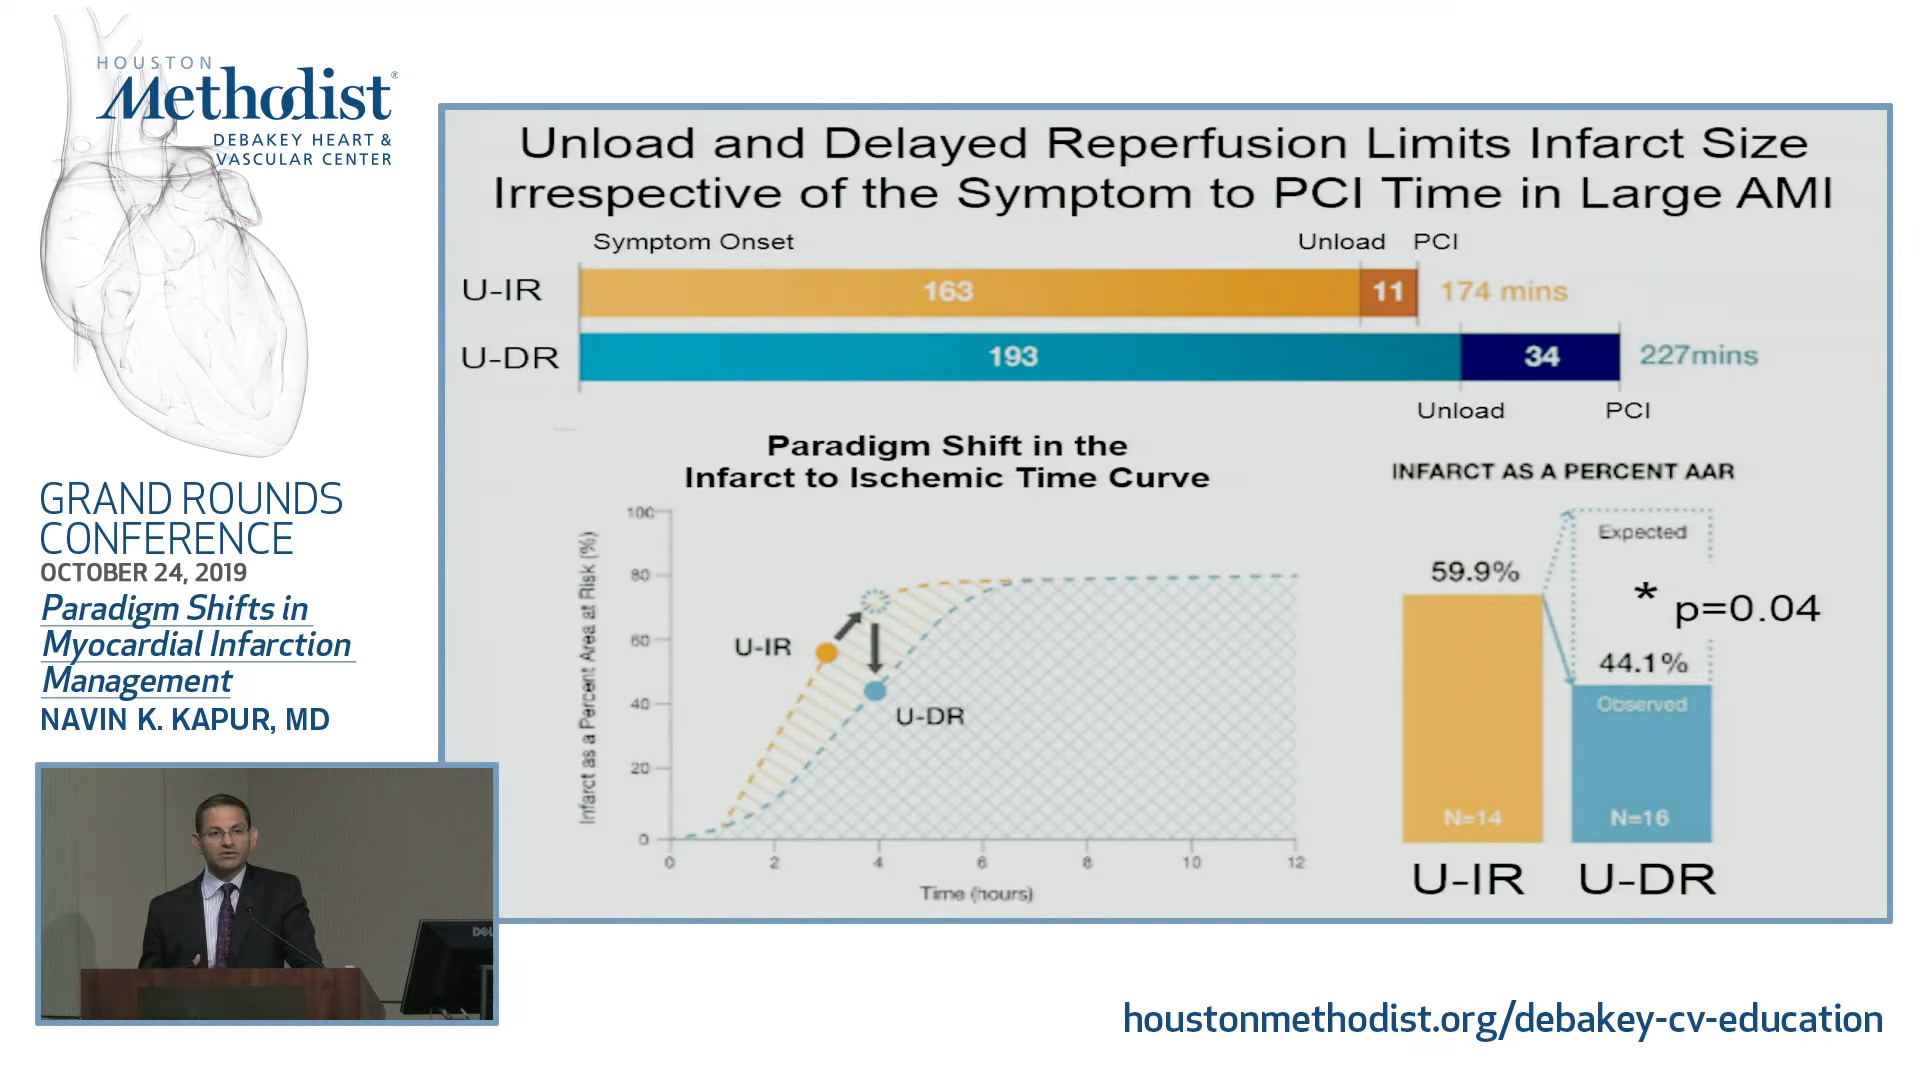 HOUSTON
Methodist®
DEBAKEY HEART &
VASCULAR CENTER
GRAND ROUNDS
CONFERENCE
OCTOBER 24, 2019
Paradigm Shifts in
Myocardial Infarction
Management
NAVIN K. KAPUR, MD
Unload and Delayed Reperfusion Limits Infarct Size
Irrespective of the Symptom to PCI Time in Large AMI
Symptom Onset Unload PCI
U-IR 163 11 174 mins
U-DR 193 34 227mins
Unload PCI
Paradigm Shift in the
Infarct to Ischemic Time Curve
Infarct as a Percent Area at Risk (%)
100
80
60
40
20
0
U-IR
U-DR
0 2 4 6 8 10 12
Time (hours)
INFARCT AS A PERCENT AAR
Expected
59.9%
* p=0.04
44.1%
Observed
N=14 N=16
U-IR U-DR
DELL
houstonmethodist.org/debakey-cv-education